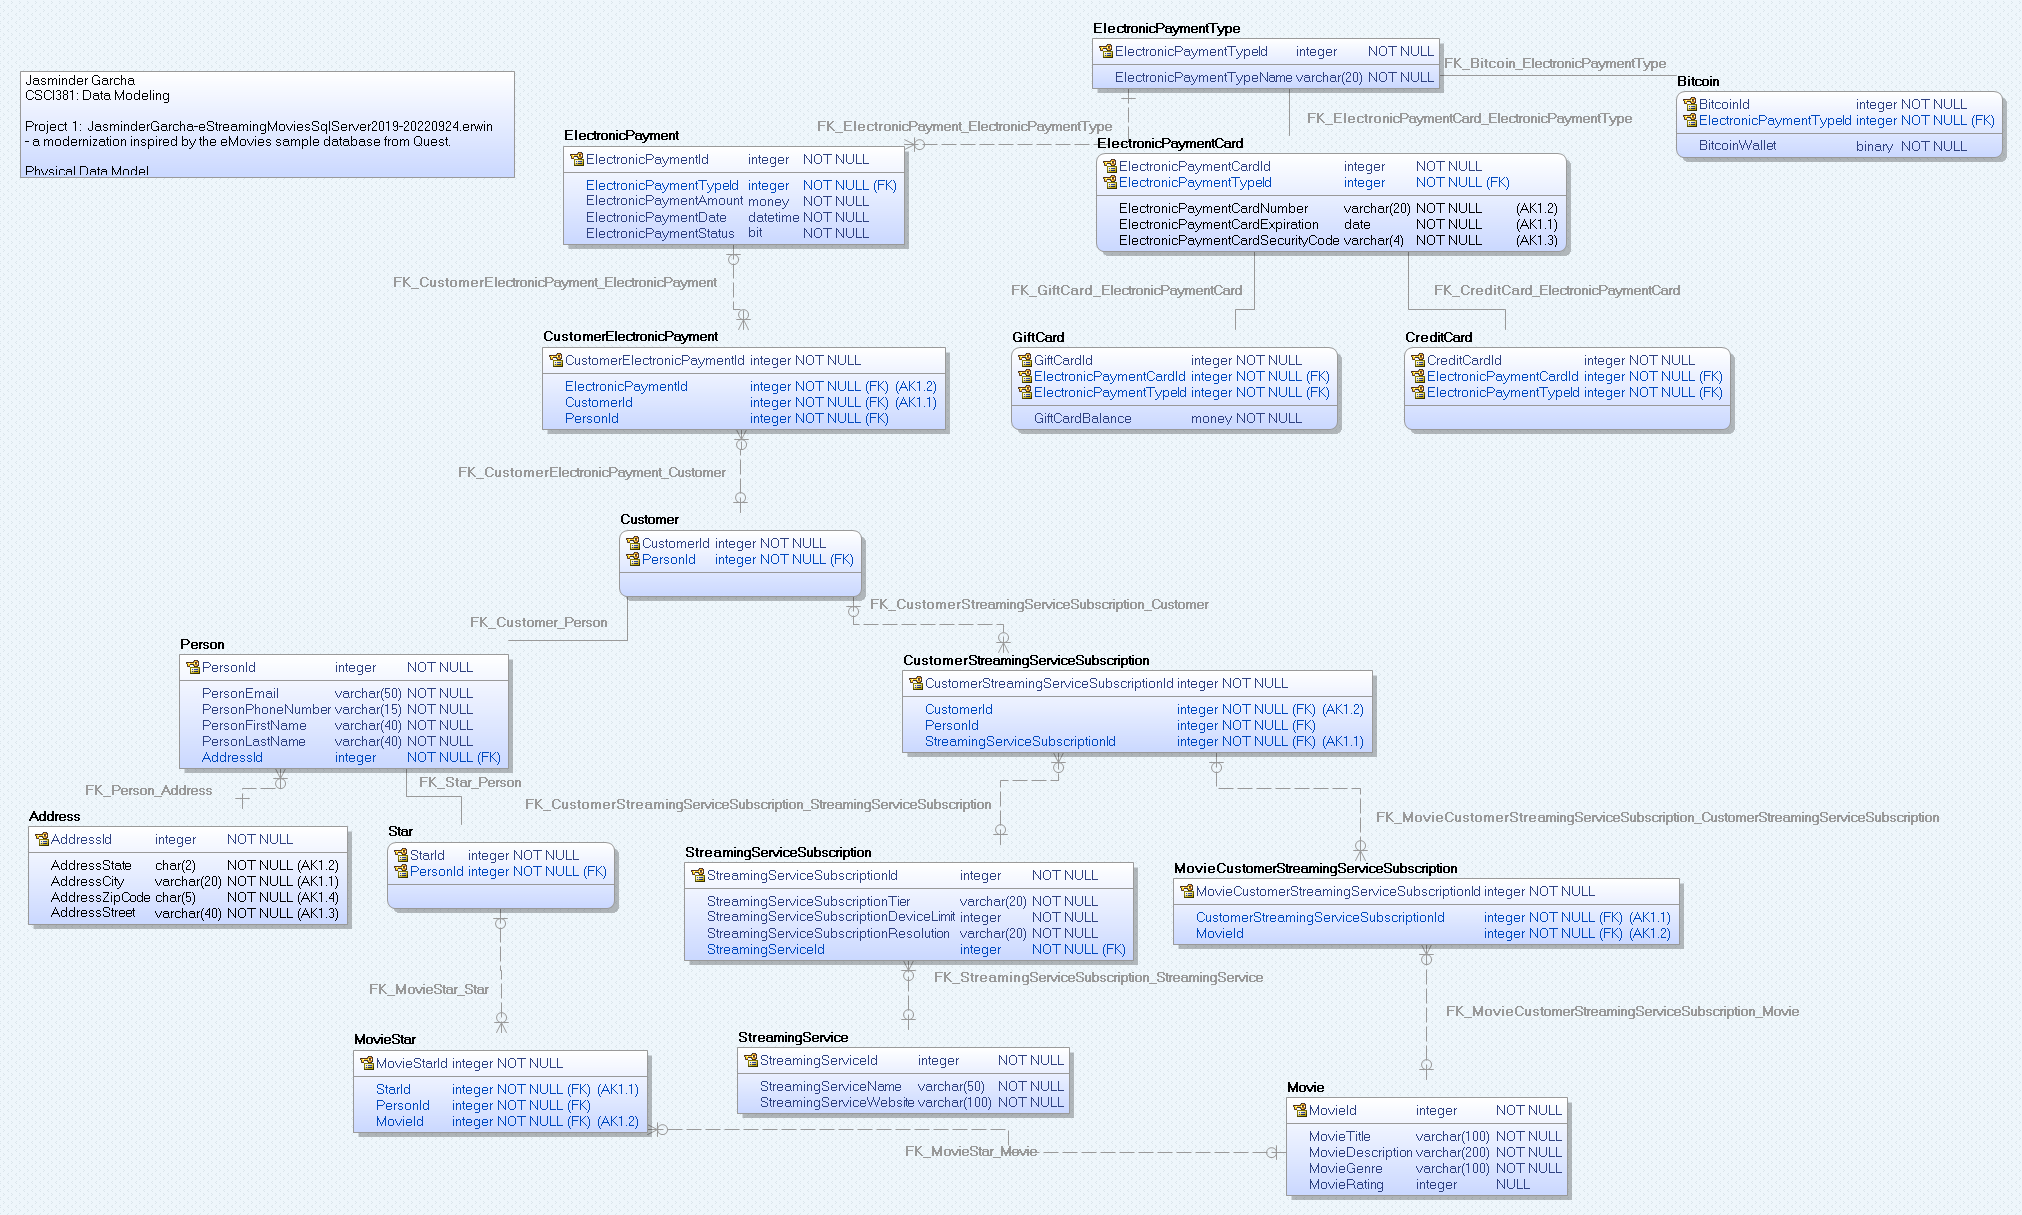 Jasminder Garcha
CSCI381: Data Modeling
Project 1: JasminderGarcha-eStreamingMoviesSqlServer2019-20220924.erwin
- a modernization inspired by the eMovies sample database from Quest.
Physical Data Model
ElectronicPaymentType
ElectronicPaymentTypeId integer NOT NULL
ElectronicPaymentTypeName varchar(20) NOT NULL
FK_Bitcoin_ElectronicPaymentType
Bitcoin
BitcoinId integer NOT NULL
ElectronicPaymentTypeId integer NOT NULL (FK)
BitcoinWallet binary NOT NULL
FK_ElectronicPayment_ElectronicPaymentType
FK_ElectronicPaymentCard_ElectronicPaymentType
ElectronicPayment
ElectronicPaymentId integer NOT NULL
ElectronicPaymentTypeId integer NOT NULL (FK)
ElectronicPaymentAmount money NOT NULL
ElectronicPaymentDate datetime NOT NULL
ElectronicPaymentStatus bit NOT NULL
ElectronicPaymentCard
ElectronicPaymentCardId integer NOT NULL
ElectronicPaymentTypeId integer NOT NULL (FK)
ElectronicPaymentCardNumber varchar(20) NOT NULL (AK1.2)
ElectronicPaymentCardExpiration date NOT NULL (AK1.1)
ElectronicPaymentCardSecurityCode varchar(4) NOT NULL (AK1.3)
FK_CustomerElectronicPayment_ElectronicPayment
FK_GiftCard_ElectronicPaymentCard
FK_CreditCard_ElectronicPaymentCard
CustomerElectronicPayment
CustomerElectronicPaymentId integer NOT NULL
ElectronicPaymentId integer NOT NULL (FK) (AK1.2)
CustomerId integer NOT NULL (FK) (AK1.1)
PersonId integer NOT NULL (FK)
GiftCard
GiftCardId integer NOT NULL
ElectronicPaymentCardId integer NOT NULL (FK)
ElectronicPaymentTypeId integer NOT NULL (FK)
GiftCardBalance money NOT NULL
CreditCard
CreditCardId integer NOT NULL
ElectronicPaymentCardId integer NOT NULL (FK)
ElectronicPaymentTypeId integer NOT NULL (FK)
FK_CustomerElectronicPayment_Customer
Customer
CustomerId integer NOT NULL
PersonId integer NOT NULL (FK)
FK_Customer_Person
FK_CustomerStreamingServiceSubscription_Customer
Person
PersonId integer NOT NULL
PersonEmail varchar(50) NOT NULL
PersonPhoneNumber varchar(15) NOT NULL
PersonFirstName varchar(40) NOT NULL
PersonLastName varchar(40) NOT NULL
AddressId integer NOT NULL (FK)
CustomerStreamingServiceSubscription
CustomerStreamingServiceSubscriptionId integer NOT NULL
CustomerId integer NOT NULL (FK) (AK1.2)
PersonId integer NOT NULL (FK)
StreamingServiceSubscriptionId integer NOT NULL (FK) (AK1.1)
FK_Person_Address
FK_Star_Person
FK_CustomerStreamingServiceSubscription_StreamingServiceSubscription
FK_MovieCustomerStreamingServiceSubscription_CustomerStreamingServiceSubscription
Address
AddressId integer NOT NULL
AddressState char(2) NOT NULL (AK1.2)
AddressCity varchar(20) NOT NULL (AK1.1)
AddressZipCode char(5) NOT NULL (AK1.4)
AddressStreet varchar(40) NOT NULL (AK1.3)
Star
StarId integer NOT NULL
PersonId integer NOT NULL (FK)
StreamingServiceSubscription
StreamingServiceSubscriptionId integer NOT NULL
StreamingServiceSubscriptionTier varchar(20) NOT NULL
StreamingServiceSubscriptionDeviceLimit integer NOT NULL
StreamingServiceSubscriptionResolution varchar(20) NOT NULL
StreamingServiceId integer NOT NULL (FK)
MovieCustomerStreamingServiceSubscription
MovieCustomerStreamingServiceSubscriptionId integer NOT NULL
CustomerStreamingServiceSubscriptionId integer NOT NULL (FK) (AK1.1)
MovieId integer NOT NULL (FK) (AK1.2)
FK_MovieStar_Star
FK_StreamingServiceSubscription_StreamingService
FK_MovieCustomerStreamingServiceSubscription_Movie
MovieStar
MovieStarId integer NOT NULL
StarId integer NOT NULL (FK) (AK1.1)
PersonId integer NOT NULL (FK)
MovieId integer NOT NULL (FK) (AK1.2)
StreamingService
StreamingServiceId integer NOT NULL
StreamingServiceName varchar(50) NOT NULL
StreamingServiceWebsite varchar(100) NOT NULL
FK_MovieStar_Movie
Movie
MovieId integer NOT NULL
MovieTitle varchar(100) NOT NULL
MovieDescription varchar(200) NOT NULL
MovieGenre varchar(100) NOT NULL
MovieRating integer NULL